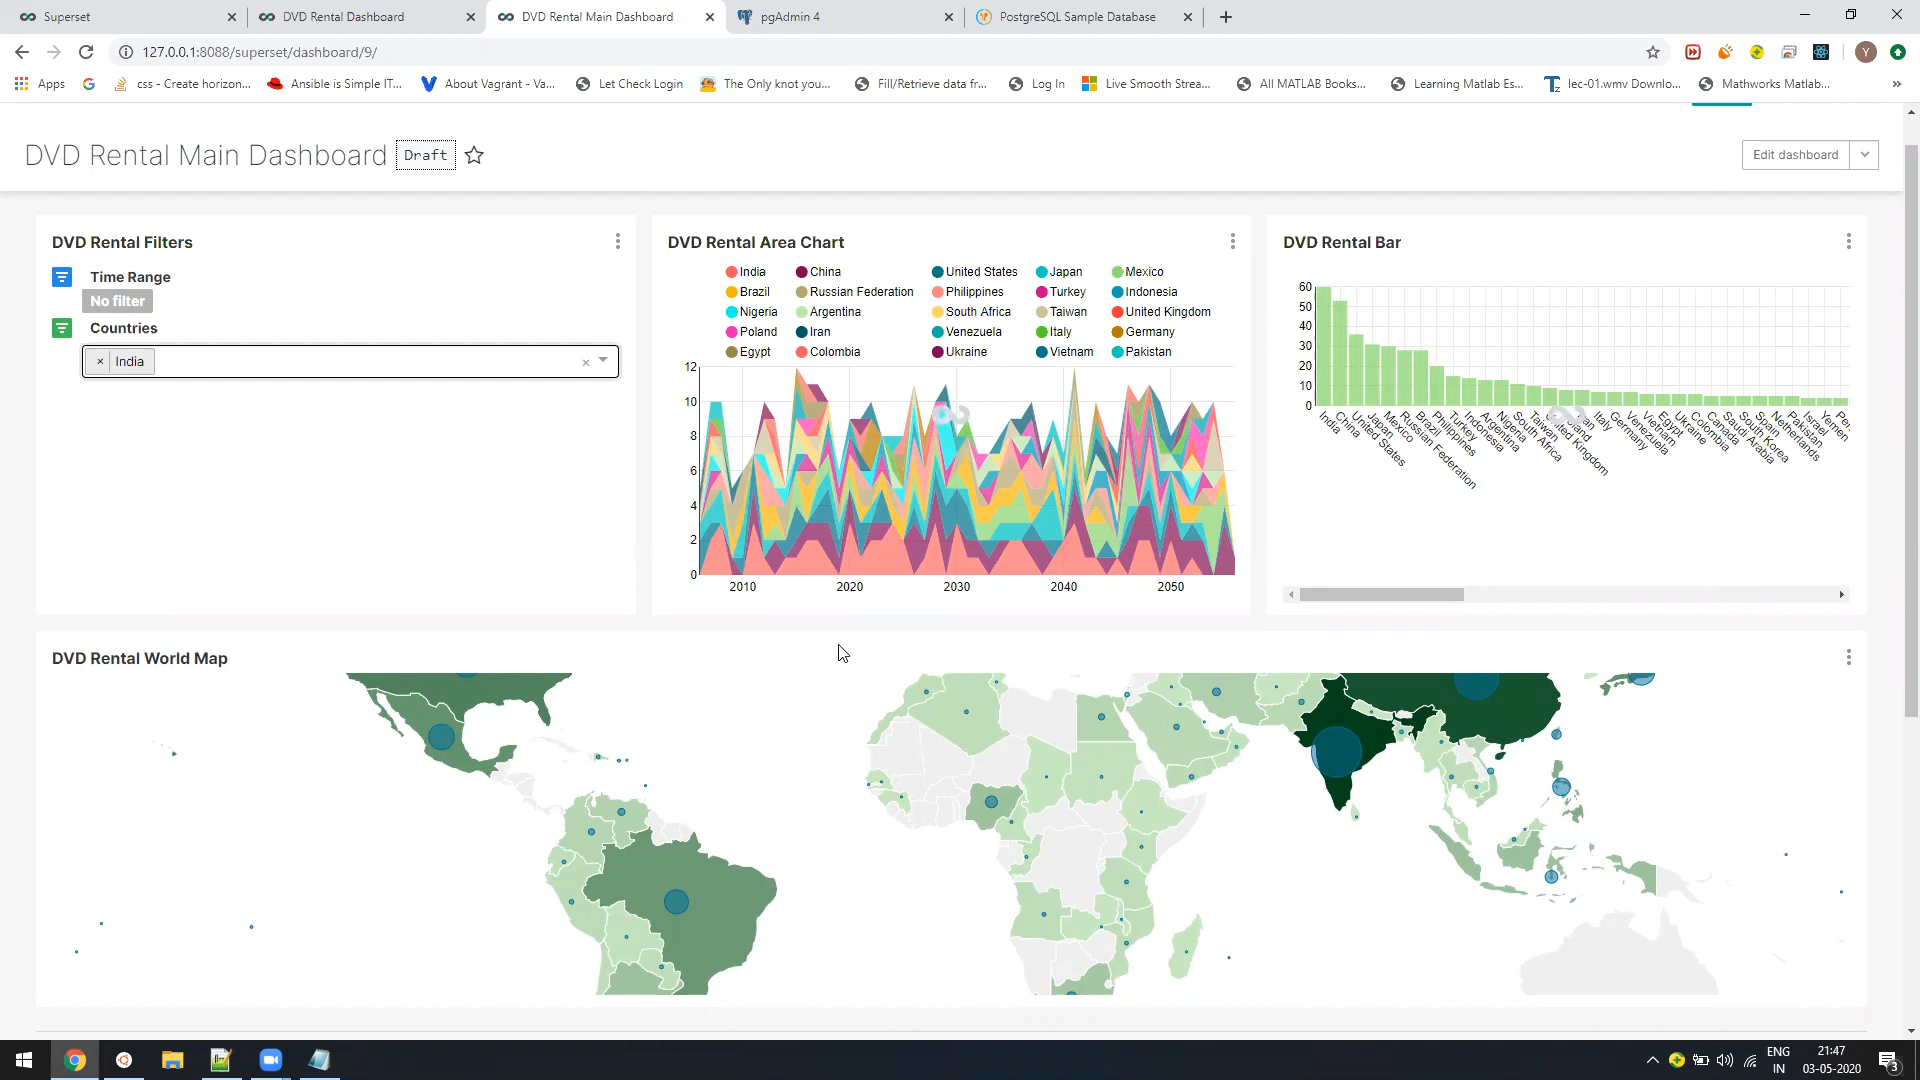 Superset
DVD Rental Dashboard
DVD Rental Main Dashboard
pgAdmin 4
PostgreSQL Sample Database
127.0.0.1:8088/superset/dashboard/9/
Y
Apps
css - Create horizon...
Ansible is Simple IT...
About Vagrant - Va...
Let Check Login
The Only knot you...
Fill/Retrieve data fr...
Log In
Live Smooth Strea...
All MATLAB Books...
Learning Matlab Es...
lec-01.wmv Downlo...
Mathworks Matlab...
DVD Rental Main Dashboard
Draft
Edit dashboard
DVD Rental Filters
Time Range
No filter
Countries
× India
DVD Rental Area Chart
India China United States Japan Mexico
Brazil Russian Federation Philippines Turkey Indonesia
Nigeria Argentina South Africa Taiwan United Kingdom
Poland Iran Venezuela Italy Germany
Egypt Colombia Ukraine Vietnam Pakistan
12
10
8
6
4
2
0
2010 2020 2030 2040 2050
DVD Rental Bar
60
50
40
30
20
10
0
India
China
United States
Japan
Mexico
Russian Federation
Brazil
Philippines
Turkey
Indonesia
Argentina
Nigeria
South Africa
Taiwan
United Kingdom
Italy
Germany
Venezuela
Vietnam
Egypt
Ukraine
Colombia
Canada
Saudi Arabia
South Korea
Spain
Netherlands
Pakistan
Israel
Yemen
DVD Rental World Map
ENG
IN
21:47
03-05-2020
3